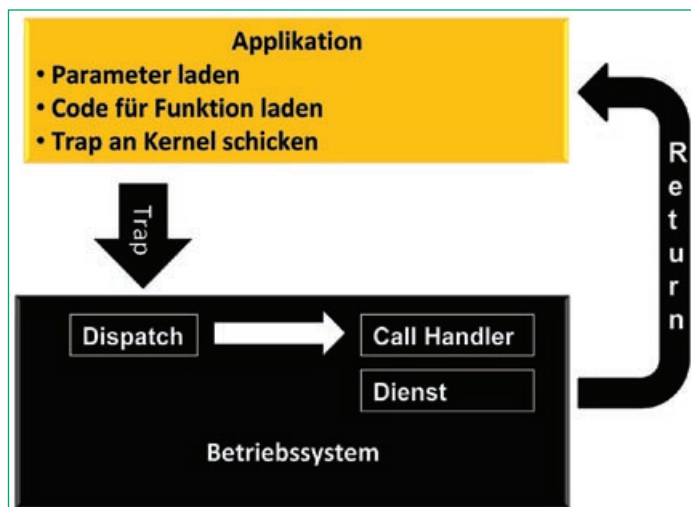 Applikation
• Parameter laden
• Code für Funktion laden
• Trap an Kernel schicken
Trap
Return
Dispatch
Call Handler
Dienst
Betriebssystem